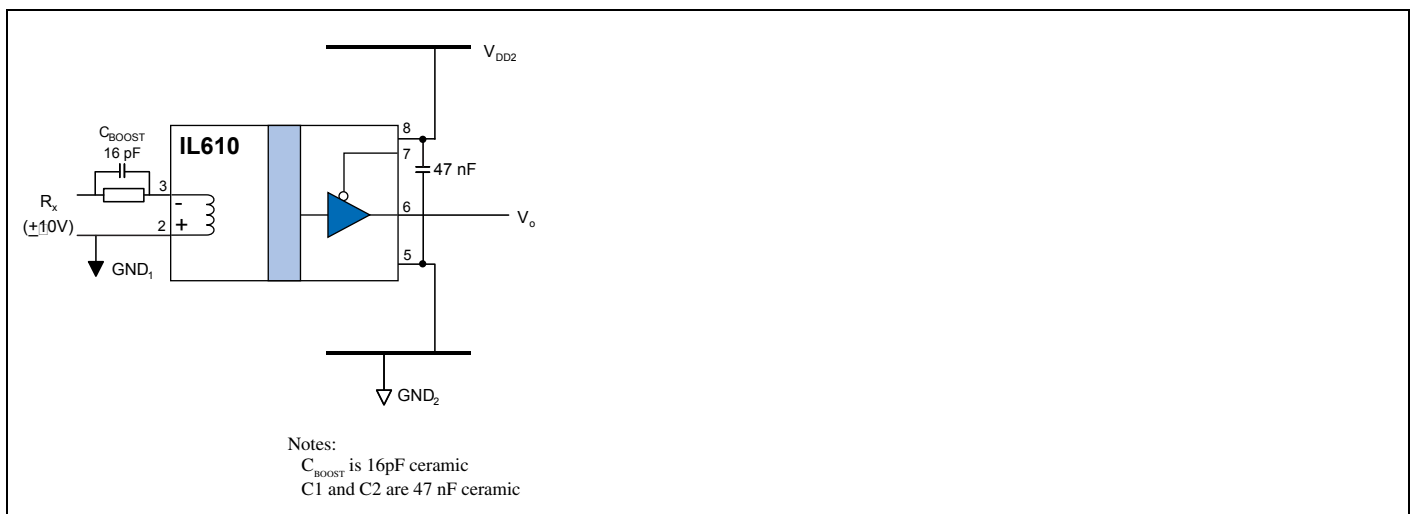 V_DD2
C_BOOST
16 pF
IL610
8
7
47 nF
3
-
R_x
(±10V)
2
+
6
V_o
5
GND_1
GND_2
Notes:
C_BOOST is 16pF ceramic
C1 and C2 are 47 nF ceramic